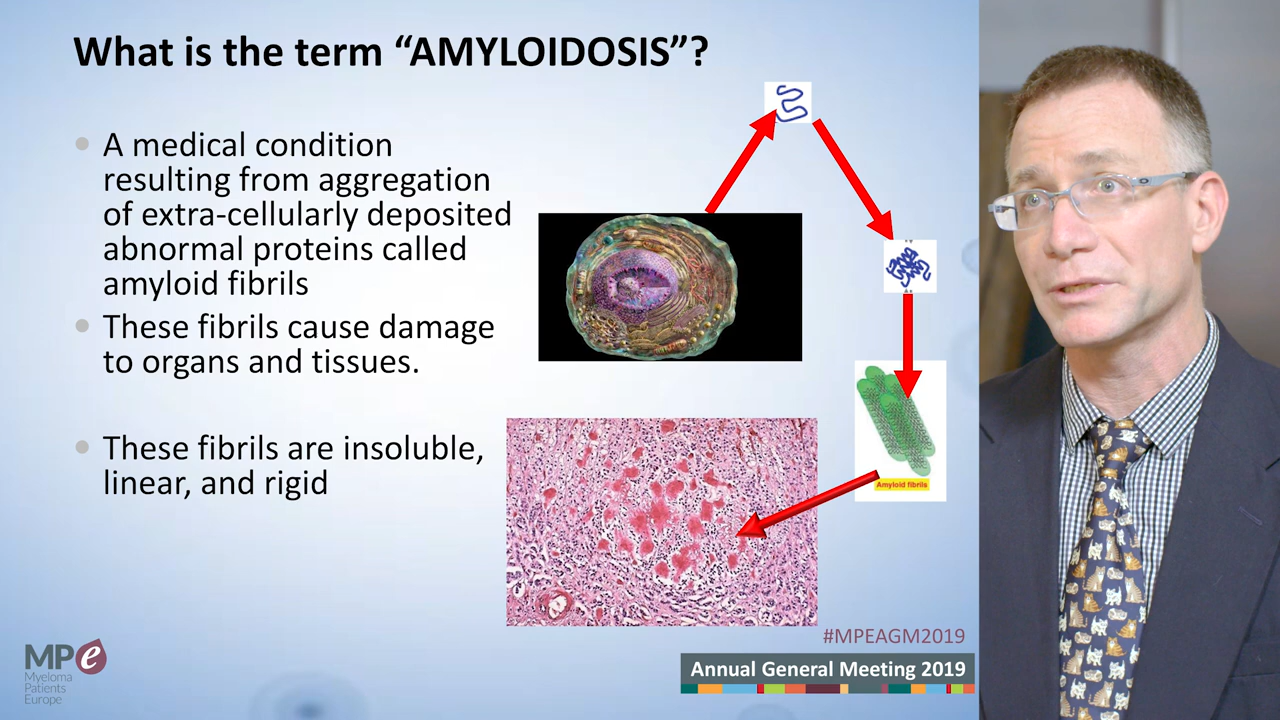 What is the term “AMYLOIDOSIS”?
A medical condition
resulting from aggregation
of extra-cellularly deposited
abnormal proteins called
amyloid fibrils
These fibrils cause damage
to organs and tissues.
These fibrils are insoluble,
linear, and rigid
Amyloid fibrils
#MPEAGM2019
Annual General Meeting 2019
MPe
Myeloma
Patients
Europe